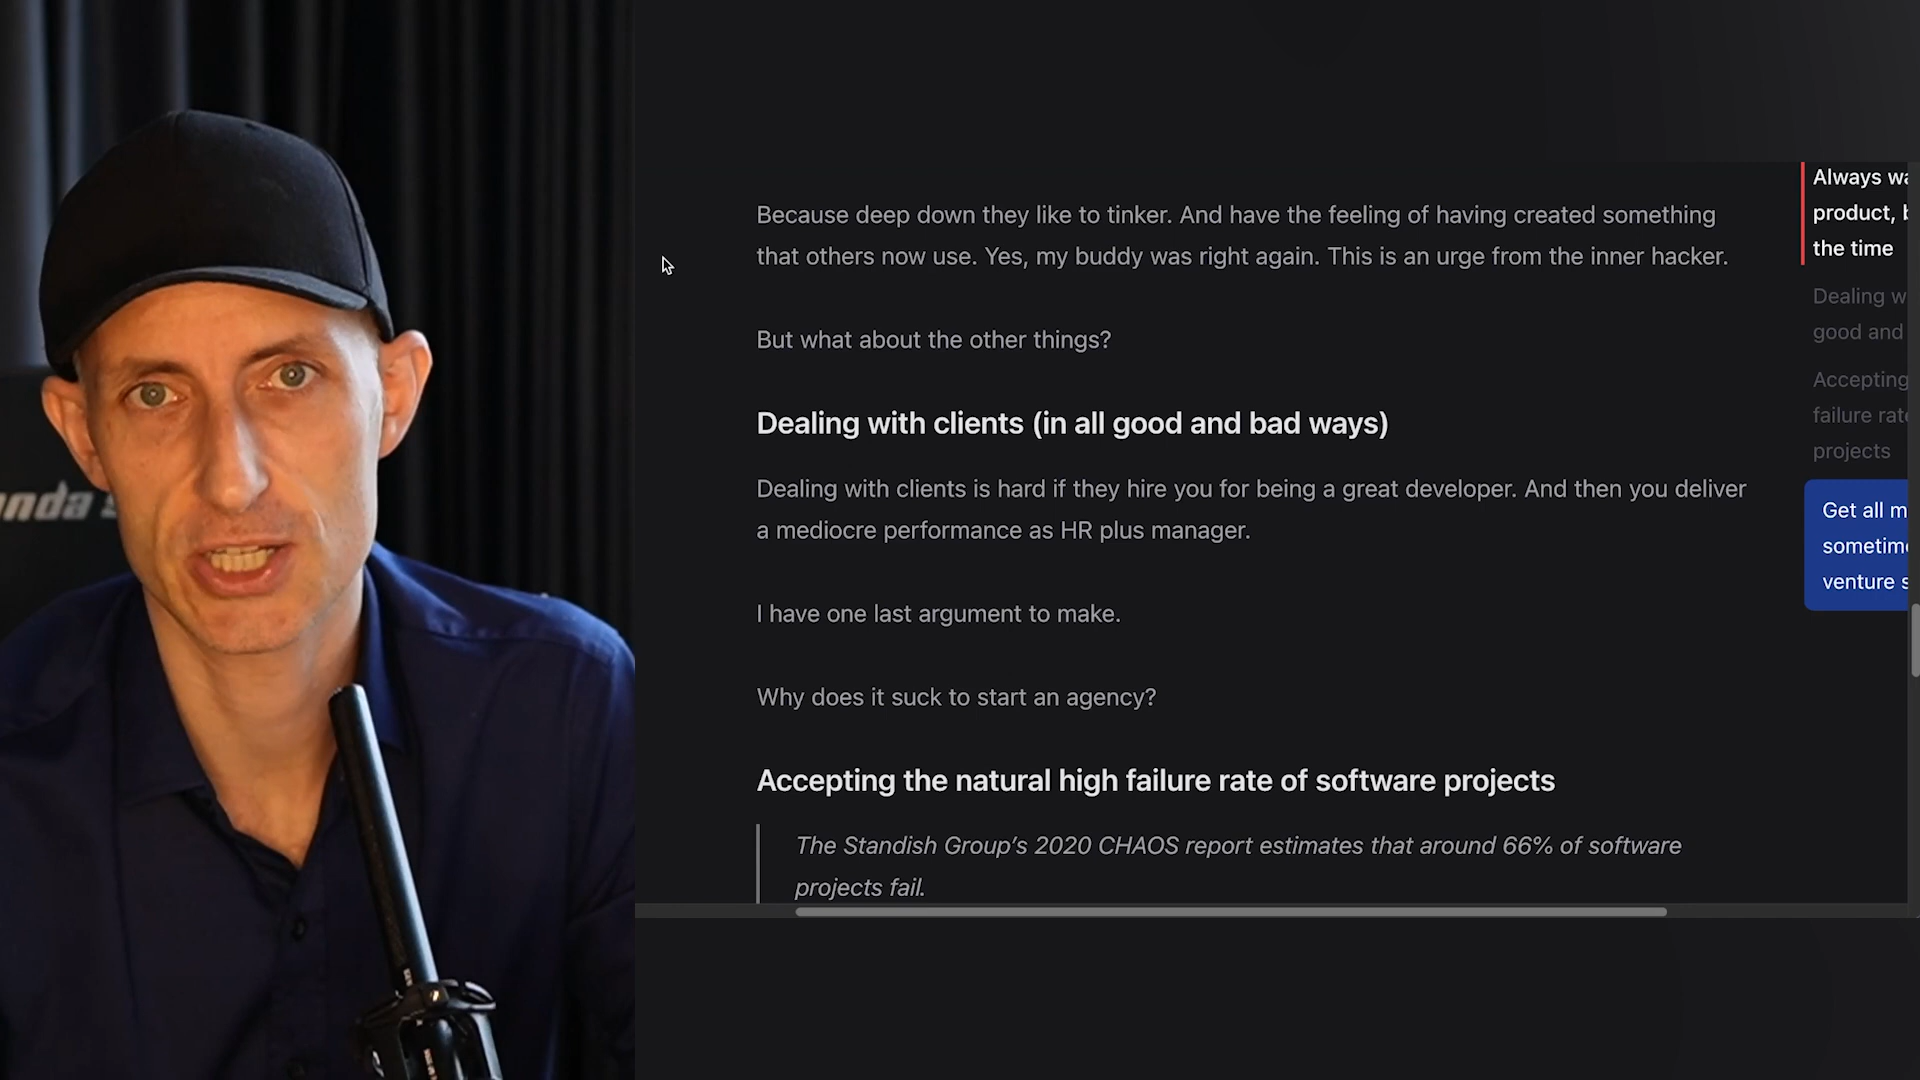 Because deep down they like to tinker. And have the feeling of having created something
that others now use. Yes, my buddy was right again. This is an urge from the inner hacker.
But what about the other things?
Dealing with clients (in all good and bad ways)
Dealing with clients is hard if they hire you for being a great developer. And then you deliver
a mediocre performance as HR plus manager.
I have one last argument to make.
Why does it suck to start an agency?
Accepting the natural high failure rate of software projects
The Standish Group’s 2020 CHAOS report estimates that around 66% of software
projects fail.
Always
product,
the time
Dealing
good and
Accepting
failure
projects
Get all
venture